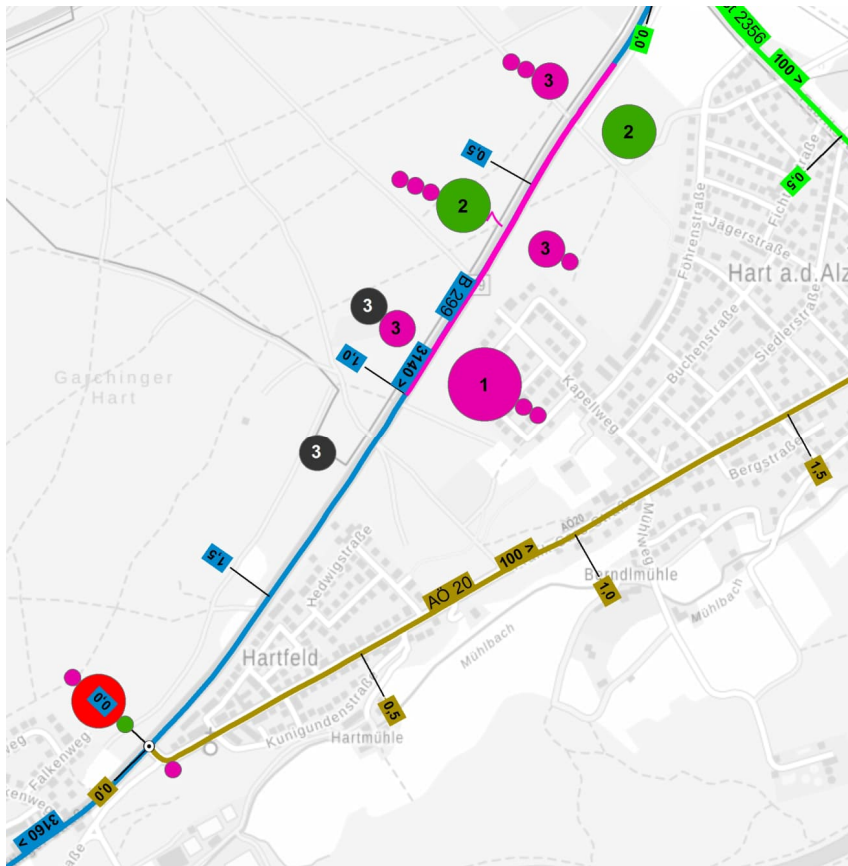 St 2356
100 >
0,0
3
2
0,5
0,5
2
3
Föhrenstraße
Jägerstraße
Hart a.d.Alz
B 299
3
3
Siedlerstraße
Buchenstraße
3140 >
1,0
Garchinger
Hart
1
Kapellweg
3
Bergstraße
1,5
AÖ20
Mühlweg
100 >
1,5
Hedwigstraße
AÖ 20
Berndlmühle
1,0
Mühlbach
Mühlbach
Hartfeld
0,0
0,5
Kunigundenstraße
Hartmühle
Falkenweg
0,0
3160 >